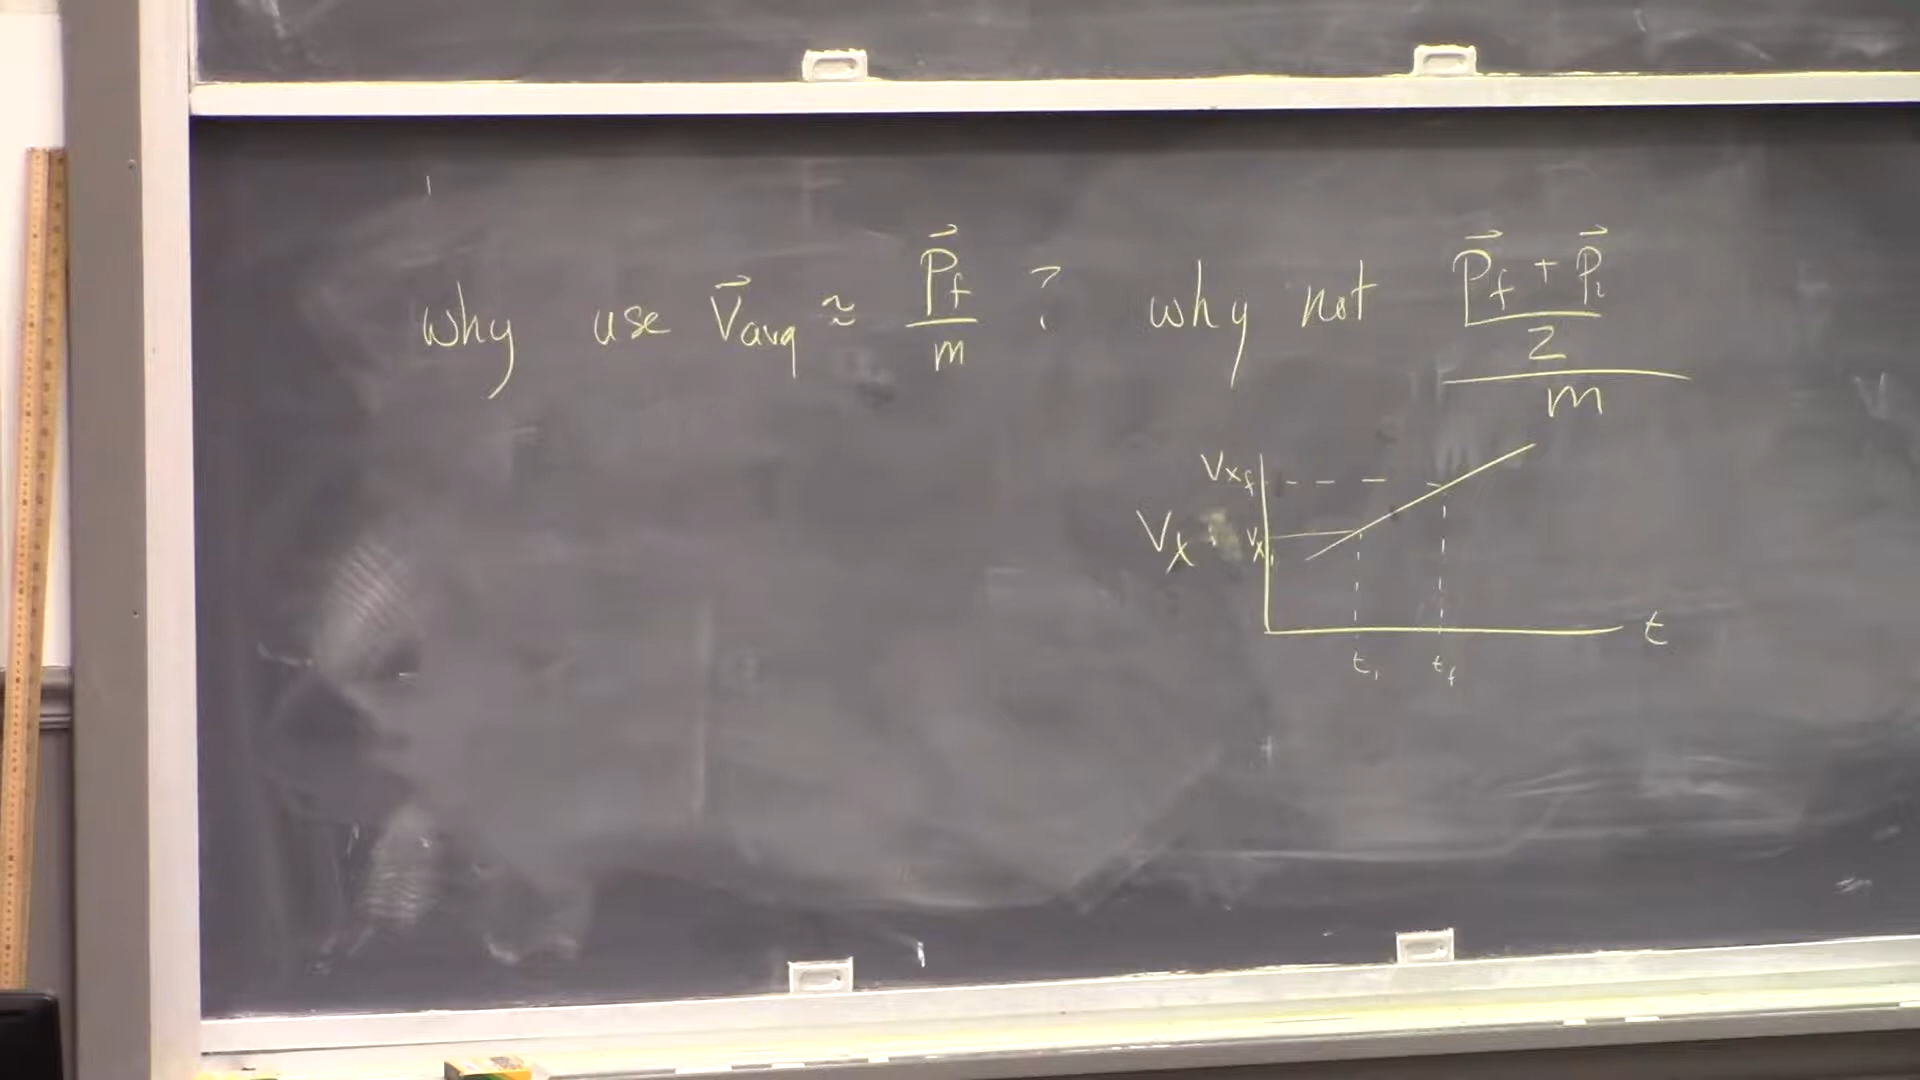 why use v⃗avg ≈ P⃗f/m ? why not ((P⃗f + P⃗i)/2)/m
Vxf
Vx
Vxi
t
ti tf